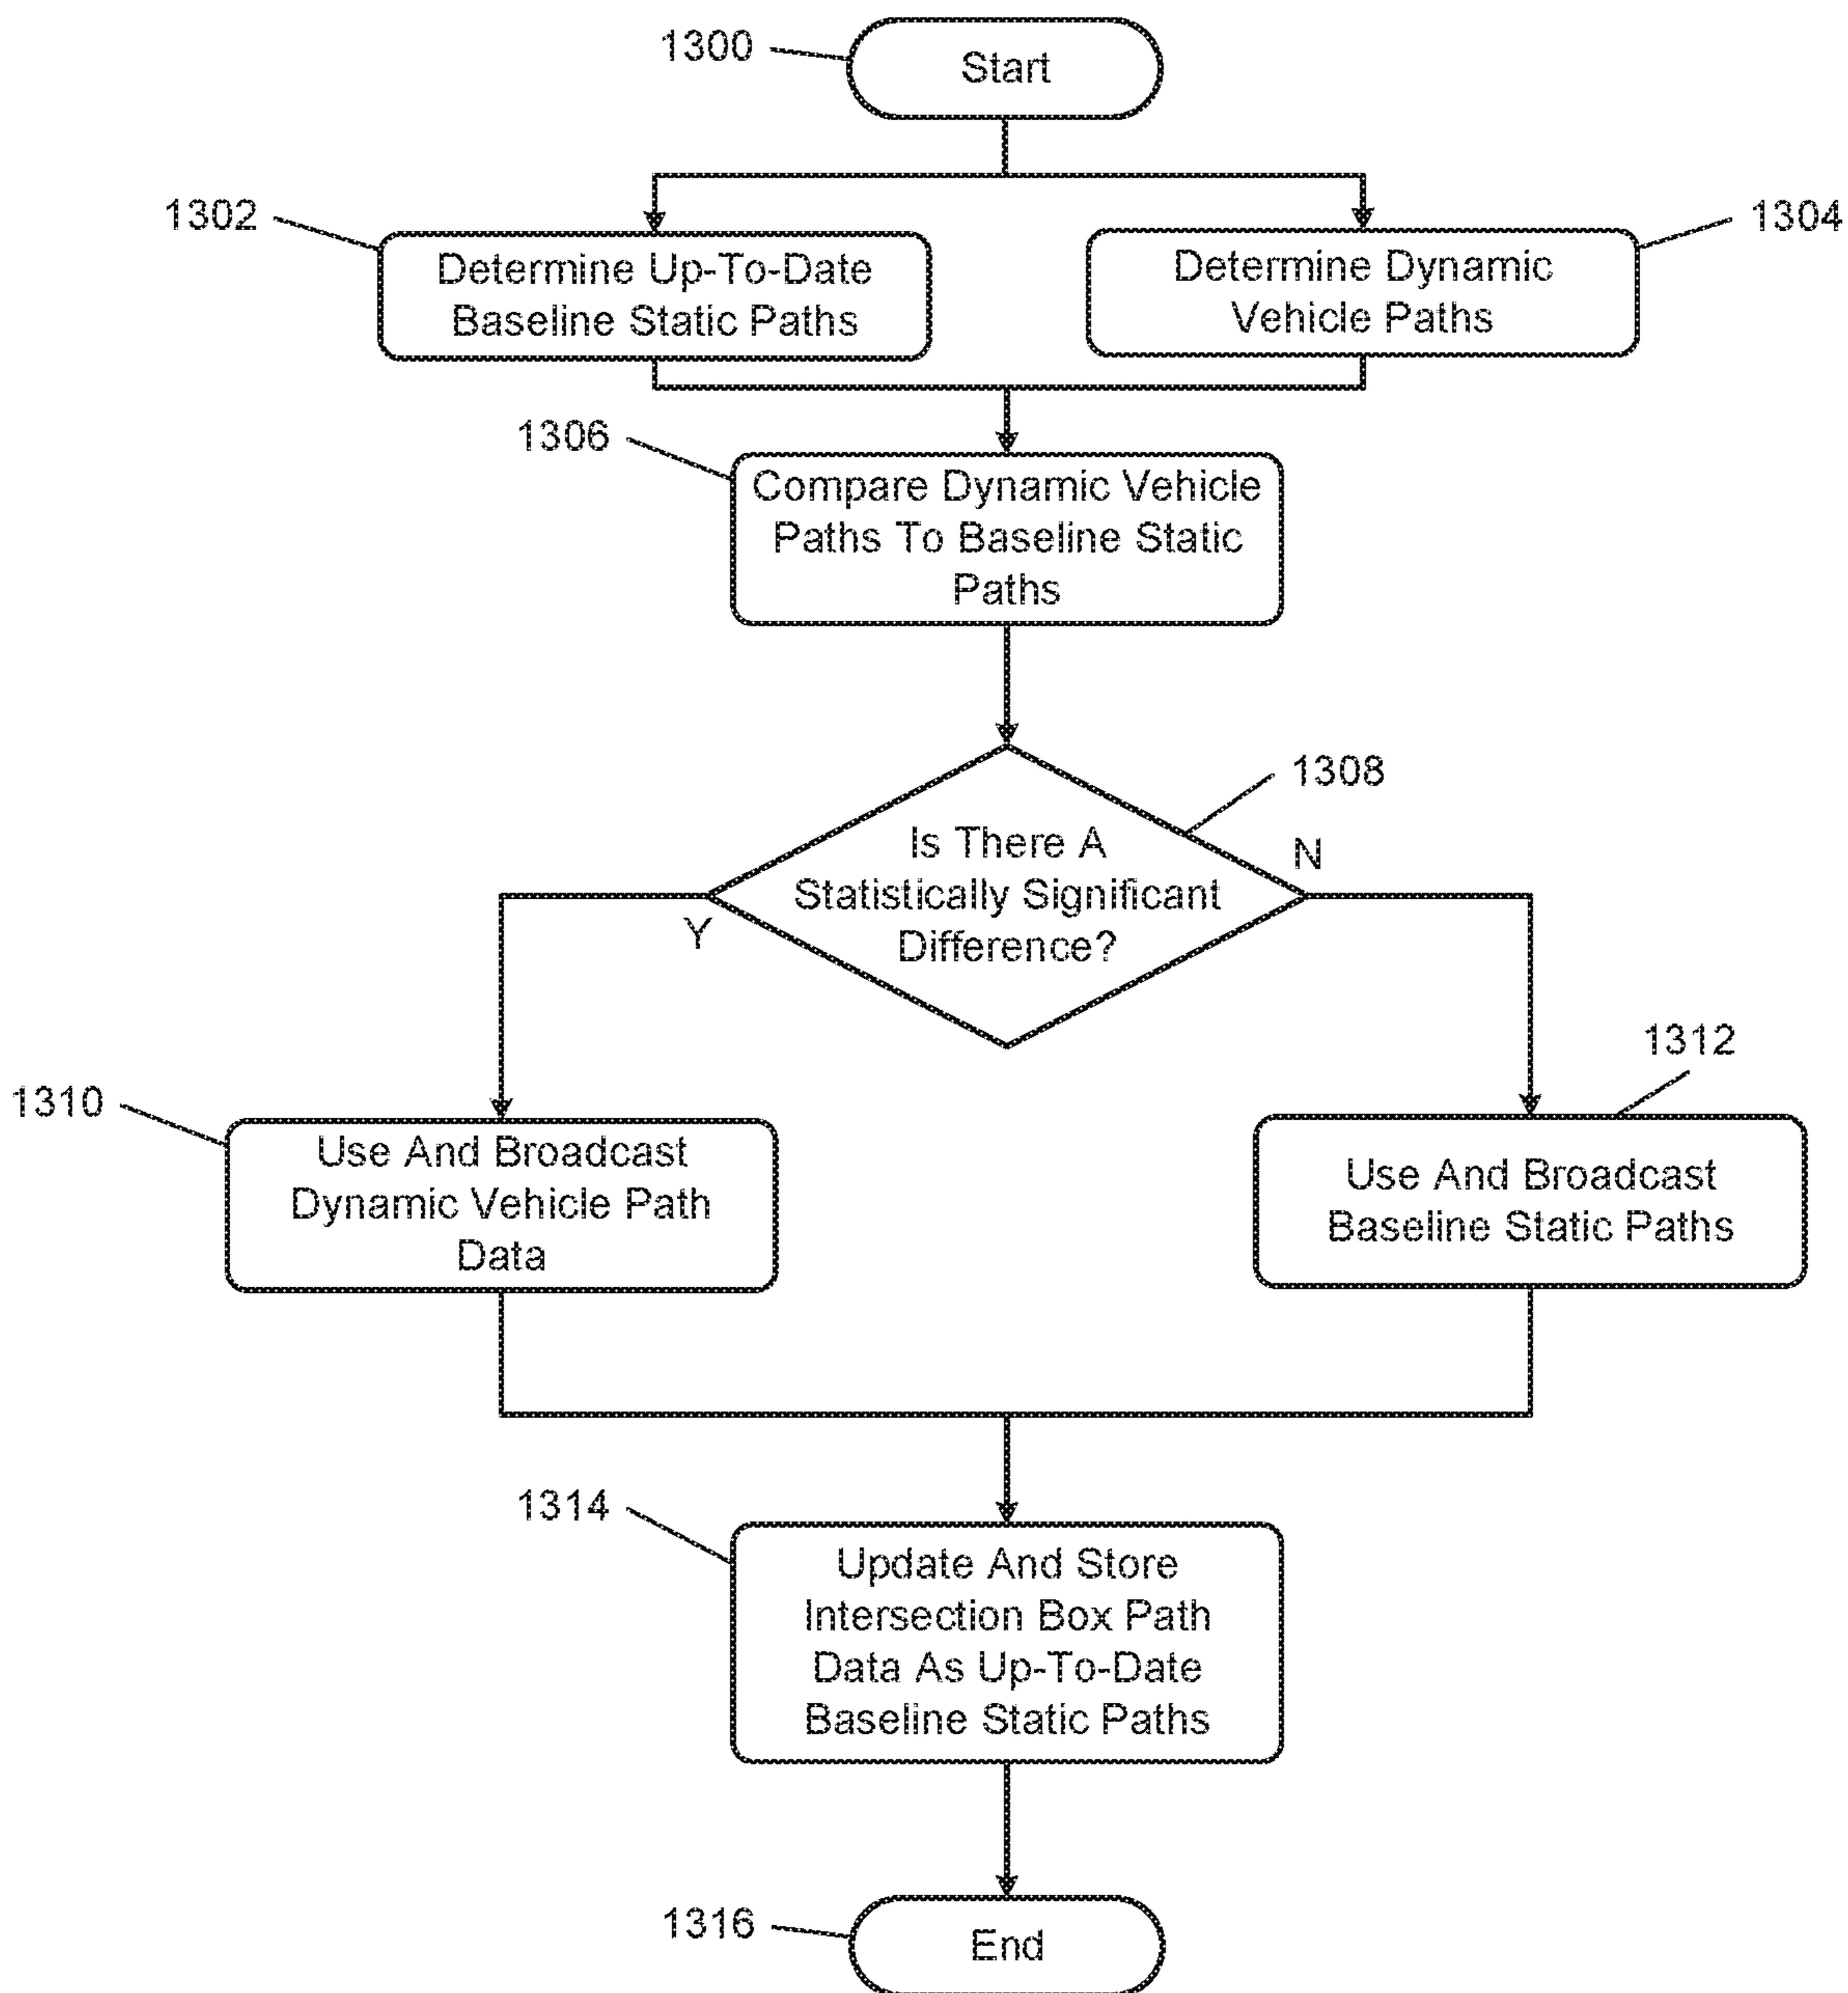 1300
Start
1302
Determine Up-To-Date
Baseline Static Paths
1304
Determine Dynamic
Vehicle Paths
1306
Compare Dynamic Vehicle
Paths To Baseline Static
Paths
1308
Is There A
Statistically Significant
Difference?
Y
N
1310
Use And Broadcast
Dynamic Vehicle Path
Data
1312
Use And Broadcast
Baseline Static Paths
1314
Update And Store
Intersection Box Path
Data As Up-To-Date
Baseline Static Paths
1316
End